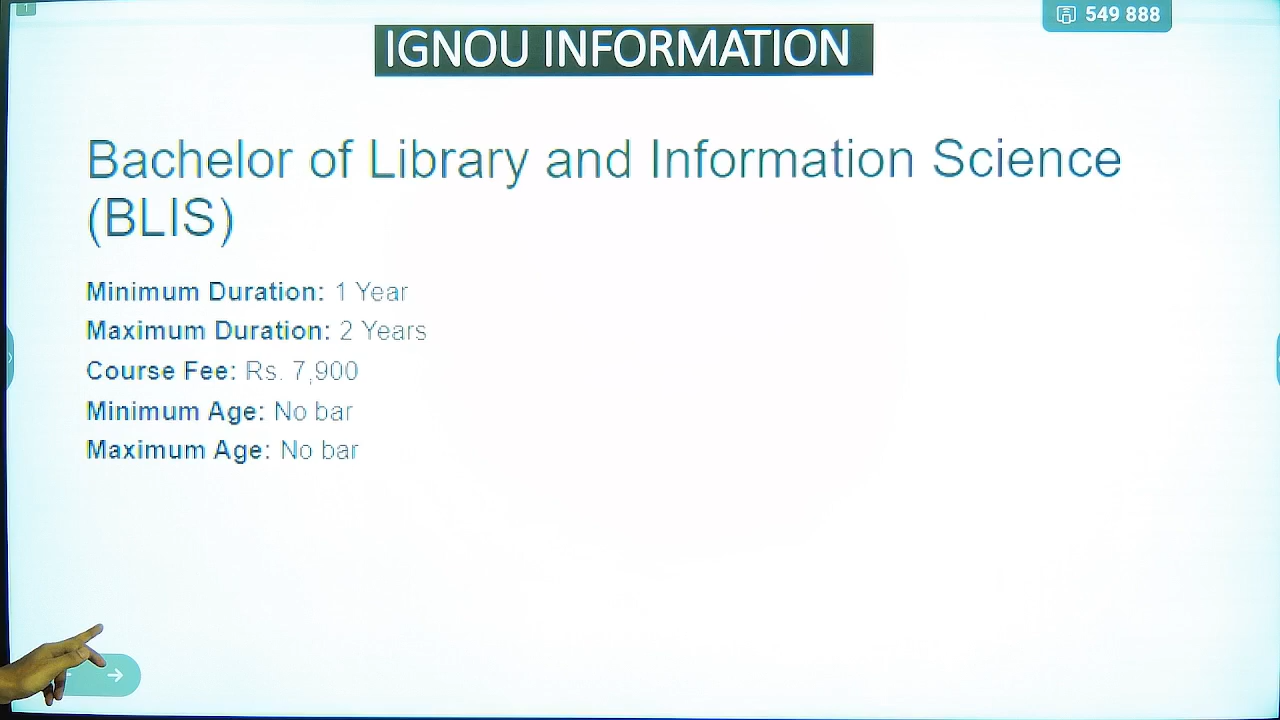 549 888
IGNOU INFORMATION
Bachelor of Library and Information Science
(BLIS)
Minimum Duration: 1 Year
Maximum Duration: 2 Years
Course Fee: Rs. 7,900
Minimum Age: No bar
Maximum Age: No bar